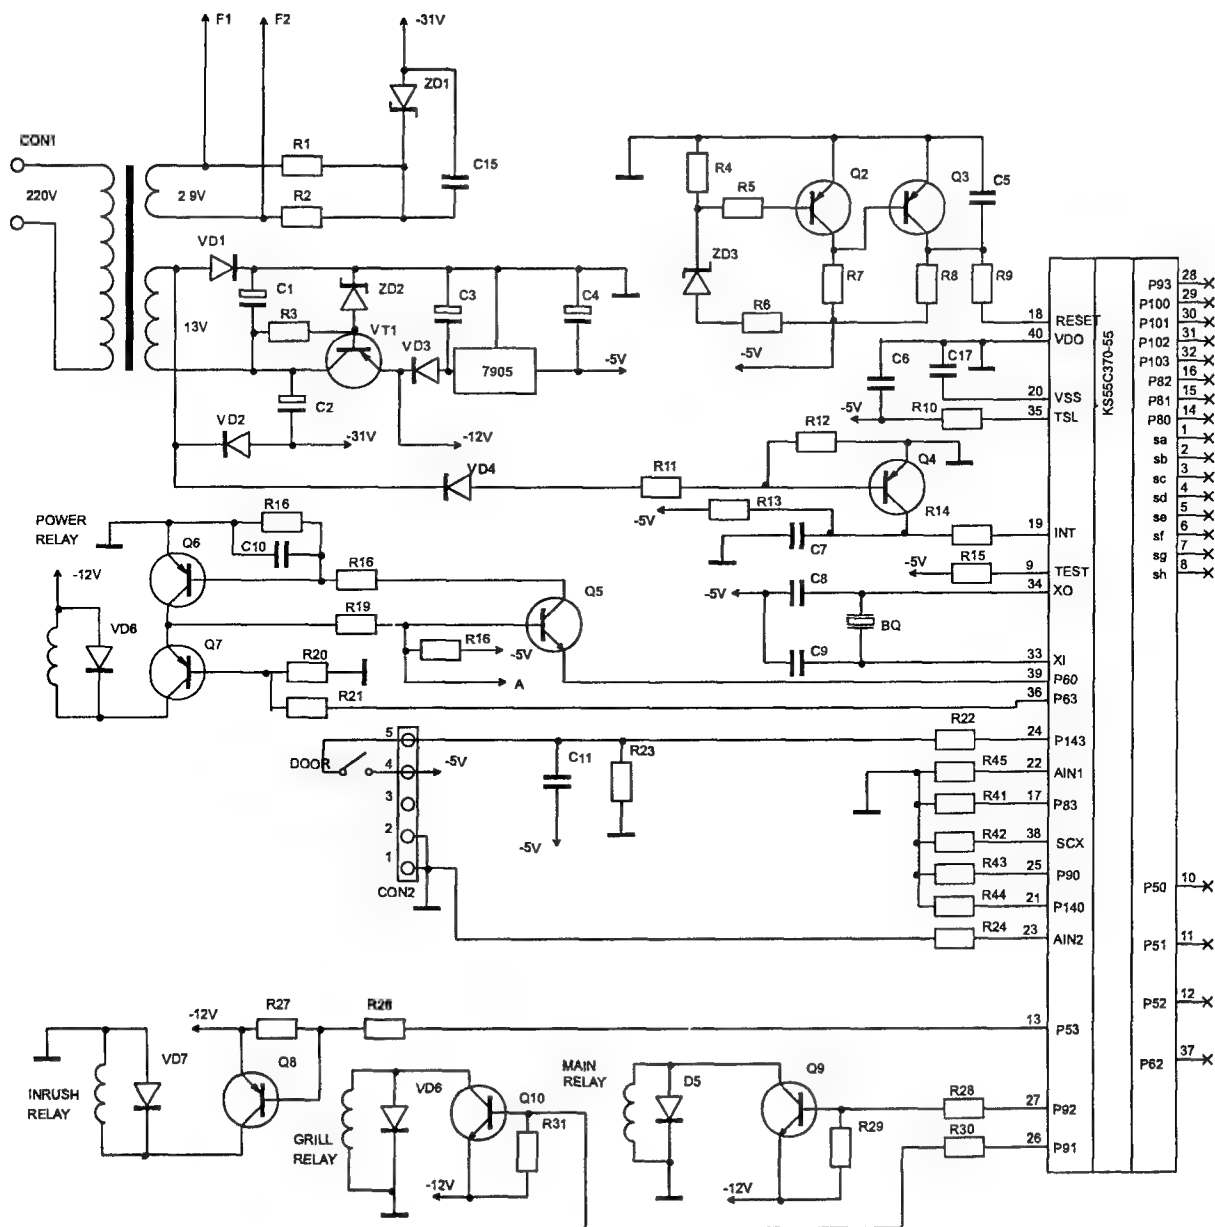 F1
F2
-31V
ZD1
CON1
R1
C15
220V
2 9V
R2
R4
R5
Q2
Q3
C5
VD1
ZD3
R7
R8
R9
C1
ZD2
C3
C4
R6
13V
R3
VT1
VD3
7905
-5V
C2
VD2
-31V
-12V
VD4
C6
C17
-5V
R10
R12
R11
Q4
R13
-5V
R14
C7
R15
-5V
C8
-5V
BQ
C9
18 RESET
40 VDD
20 VSS
35 TSL
19 INT
9 TEST
34 XO
33 XI
39 P60
36 P63
24 P143
22 AIN1
17 P83
38 SCX
25 P90
21 P140
23 AIN2
13 P53
27 P92
26 P91
KS55C370-55
P93 28
P100 29
P101 30
P102 31
P103 32
P82 16
P81 15
P80 14
sa 1
sb 2
sc 3
sd 4
se 5
sf 6
sg 7
sh 8
P50 10
P51 11
P52 12
P62 37
POWER
RELAY
R16
C10
Q6
-12V
R16
Q5
VD6
R19
Q7
R16
-5V
R20
A
R21
R22
5
DOOR
4
-5V
3
2
1
CON2
C11
R23
-5V
R45
R41
R42
R43
R44
R24
-12V
R27
R26
VD7
Q8
INRUSH
RELAY
VD6
Q10
R31
GRILL
RELAY
-12V
MAIN
RELAY
D5
Q9
R29
R28
R30
-12V